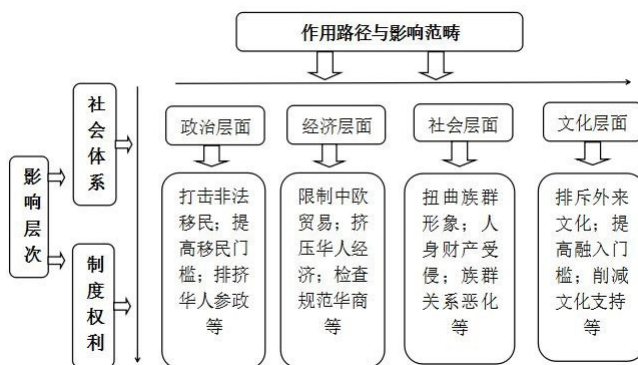 作用路径与影响范畴
影响层次
社会体系
制度权利
政治层面
经济层面
社会层面
文化层面
打击非法
移民；提
高移民门
槛；排挤
华人参政
等
限制中欧
贸易；挤
压华人经
济；检查
规范华商
等
扭曲族群
形象；人
身财产受
侵；族群
关系恶化
等
排斥外来
文化；提
高融入门
槛；削减
文化支持
等